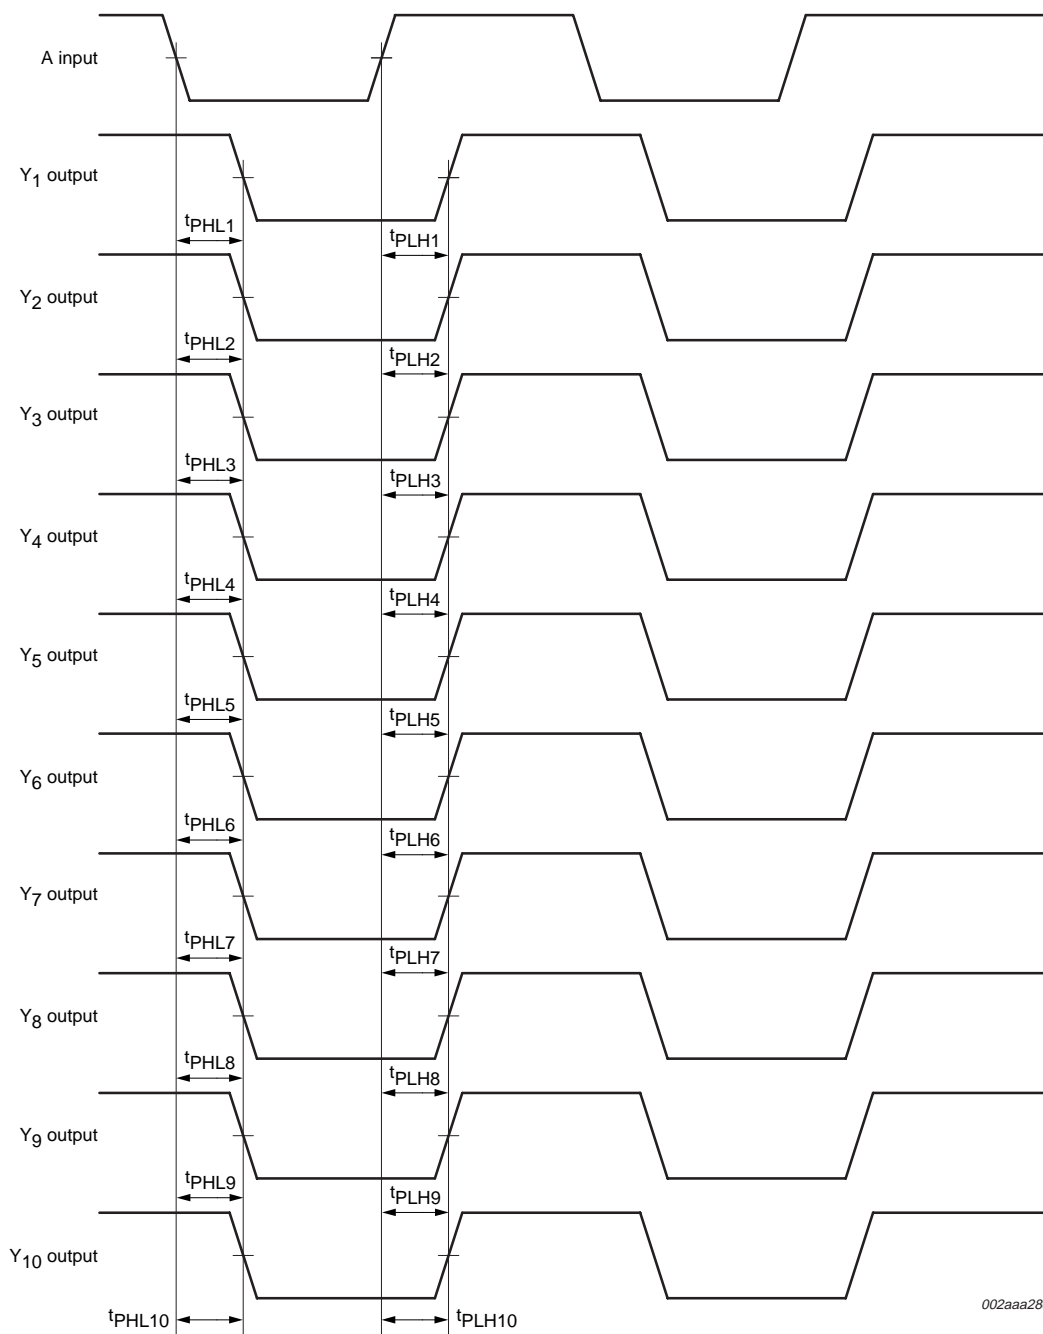 A input
Y1 output
tPHL1
tPLH1
Y2 output
tPHL2
tPLH2
Y3 output
tPHL3
tPLH3
Y4 output
tPHL4
tPLH4
Y5 output
tPHL5
tPLH5
Y6 output
tPHL6
tPLH6
Y7 output
tPHL7
tPLH7
Y8 output
tPHL8
tPLH8
Y9 output
tPHL9
tPLH9
Y10 output
tPHL10
tPLH10
002aaa28